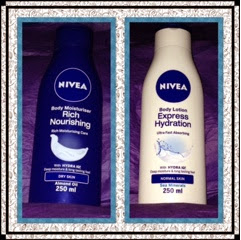 NIVEA
Body Moisturiser
Rich
Nourishing
Rich Moisturising Care
with HYDRA IQ
DRY SKIN
Almond Oil
250 ml
NIVEA
Body Lotion
Express
Hydration
Ultra Fast Absorbing
with HYDRA IQ
NORMAL SKIN
Sea Minerals
250 ml